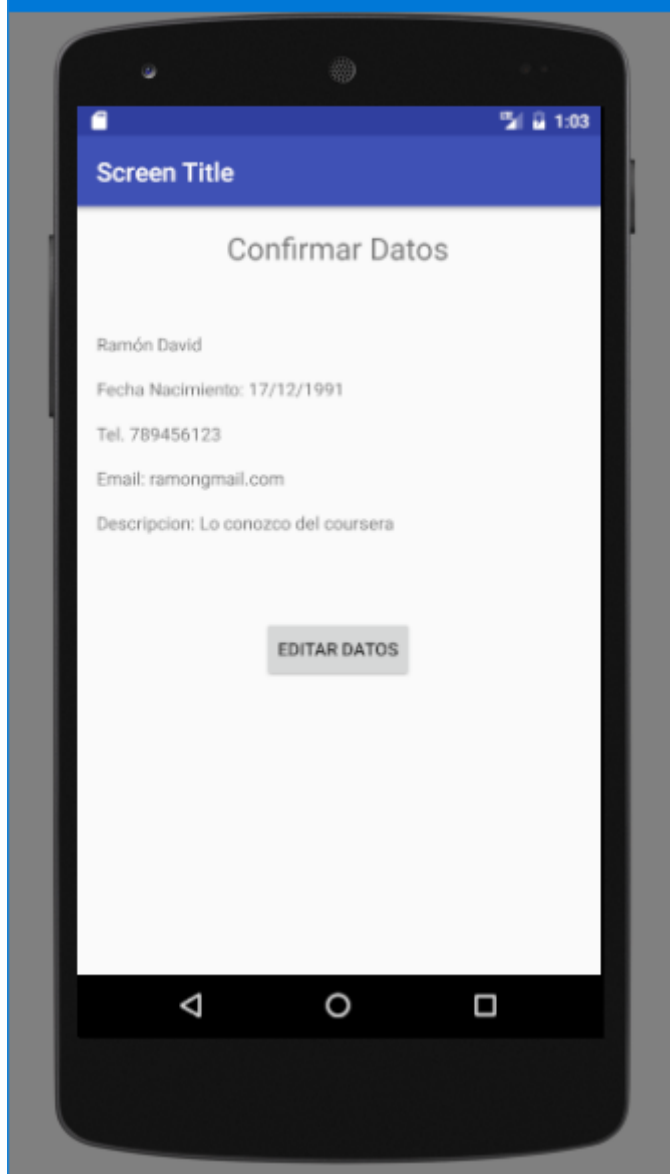 1:03
Screen Title
Confirmar Datos
Ramón David
Fecha Nacimiento: 17/12/1991
Tel. 789456123
Email: ramongmail.com
Descripcion: Lo conozco del coursera
EDITAR DATOS